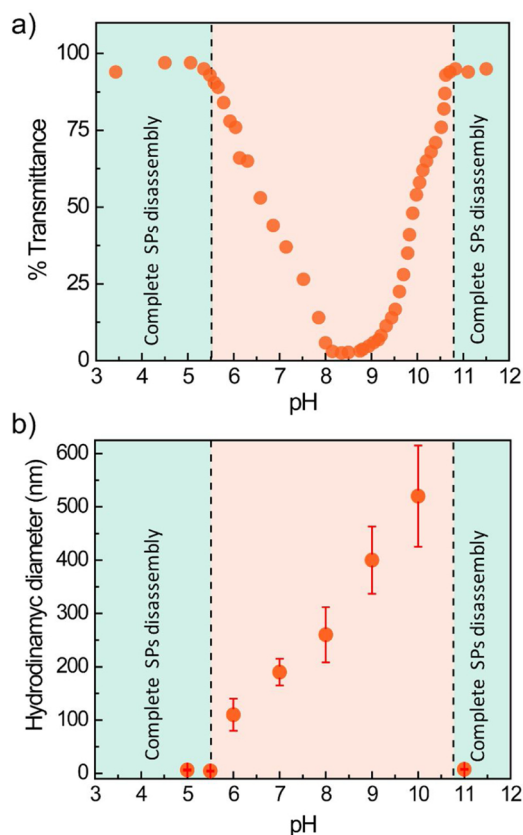 a)
% Transmittance
100
75
50
25
0
Complete SPs disassembly
Complete SPs disassembly
3 4 5 6 7 8 9 10 11 12
pH
b)
Hydrodinamyc diameter (nm)
600
500
400
300
200
100
0
Complete SPs disassembly
Complete SPs disassembly
3 4 5 6 7 8 9 10 11 12
pH